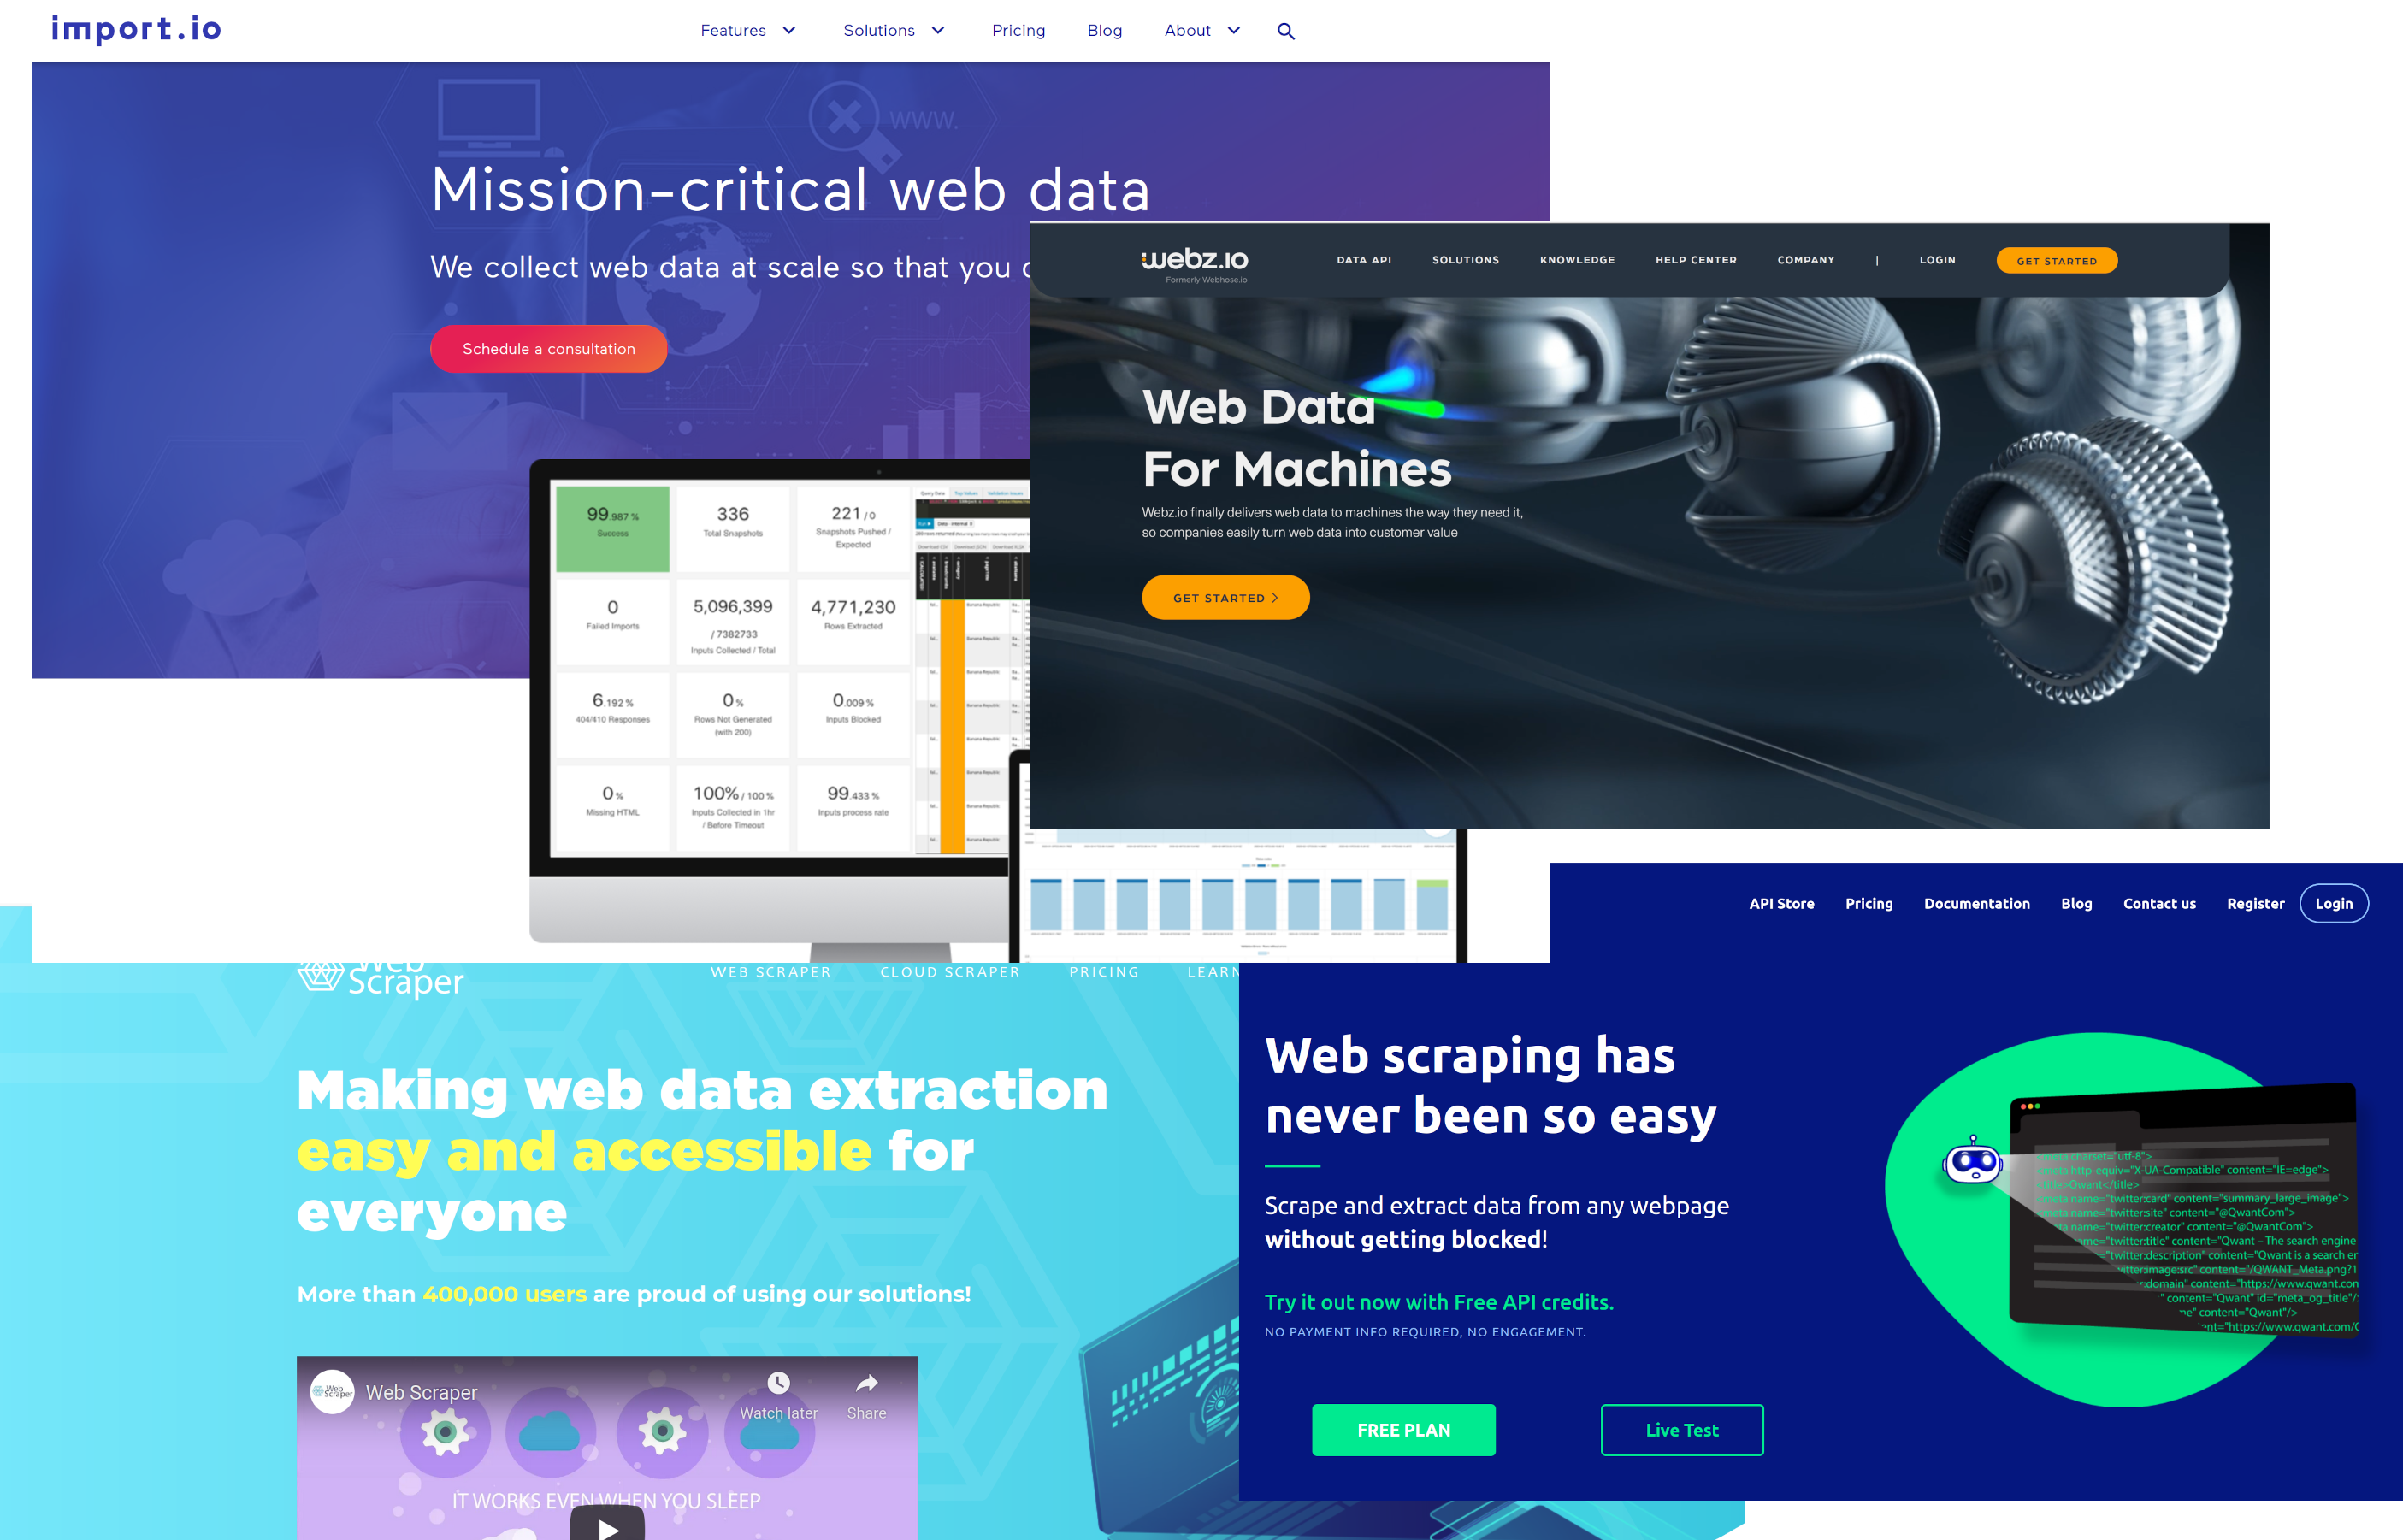 import.io
Features
Solutions
Pricing
Blog
About
www.
Mission-critical web data
We collect web data at scale so that you
Schedule a consultation
99.987 %
Success
336
Total Snapshots
221 / 0
Snapshots Pushed /
Expected
0
Failed Imports
5,096,399
/ 7382733
Inputs Collected / Total
4,771,230
Rows Extracted
6.192 %
404/410 Responses
0 %
Rows Not Generated
(with 200)
0.009 %
Inputs Blocked
0 %
Missing HTML
100% / 100 %
Inputs Collected in 1hr
/ Before Timeout
99.433 %
Inputs process rate
Query Data
Top Values
Validation Issues
webz.io
Formerly Webhose.io
DATA API
SOLUTIONS
KNOWLEDGE
HELP CENTER
COMPANY
|
LOGIN
GET STARTED
Web Data
For Machines
Webz.io finally delivers web data to machines the way they need it,
so companies easily turn web data into customer value
GET STARTED >
Web
Scraper
WEB SCRAPER
CLOUD SCRAPER
PRICING
LEARN
Making web data extraction
easy and accessible for
everyone
More than 400,000 users are proud of using our solutions!
Web Scraper
Web Scraper
Watch later
Share
IT WORKS EVEN WHEN YOU SLEEP
API Store
Pricing
Documentation
Blog
Contact us
Register
Login
Web scraping has
never been so easy
Scrape and extract data from any webpage
without getting blocked!
Try it out now with Free API credits.
NO PAYMENT INFO REQUIRED, NO ENGAGEMENT.
FREE PLAN
Live Test
charset="utf-8">
http-equiv="X-UA-Compatible" content="IE=edge">
title>Qwant</title>
meta name="twitter:card" content="summary_large_image">
meta name="twitter:site" content="@QwantCom">
name="twitter:creator" content="@QwantCom">
name="twitter:title" content="Qwant – The search engine
="twitter:description" content="Qwant is a search en
witter:image:src" content="/QWANT_Meta.png?1
:domain" content="https://www.qwant.con
" content="Qwant" id="meta_og_title"/
" content="Qwant"/>
ent="https://www.qwant.com/